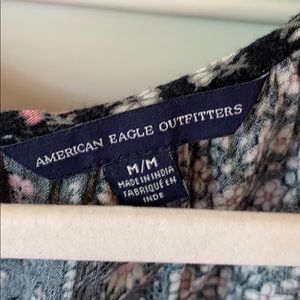 AMERICAN EAGLE OUTFITTERS
M/M
MADE IN INDIA
FABRIQUÉ EN
INDE